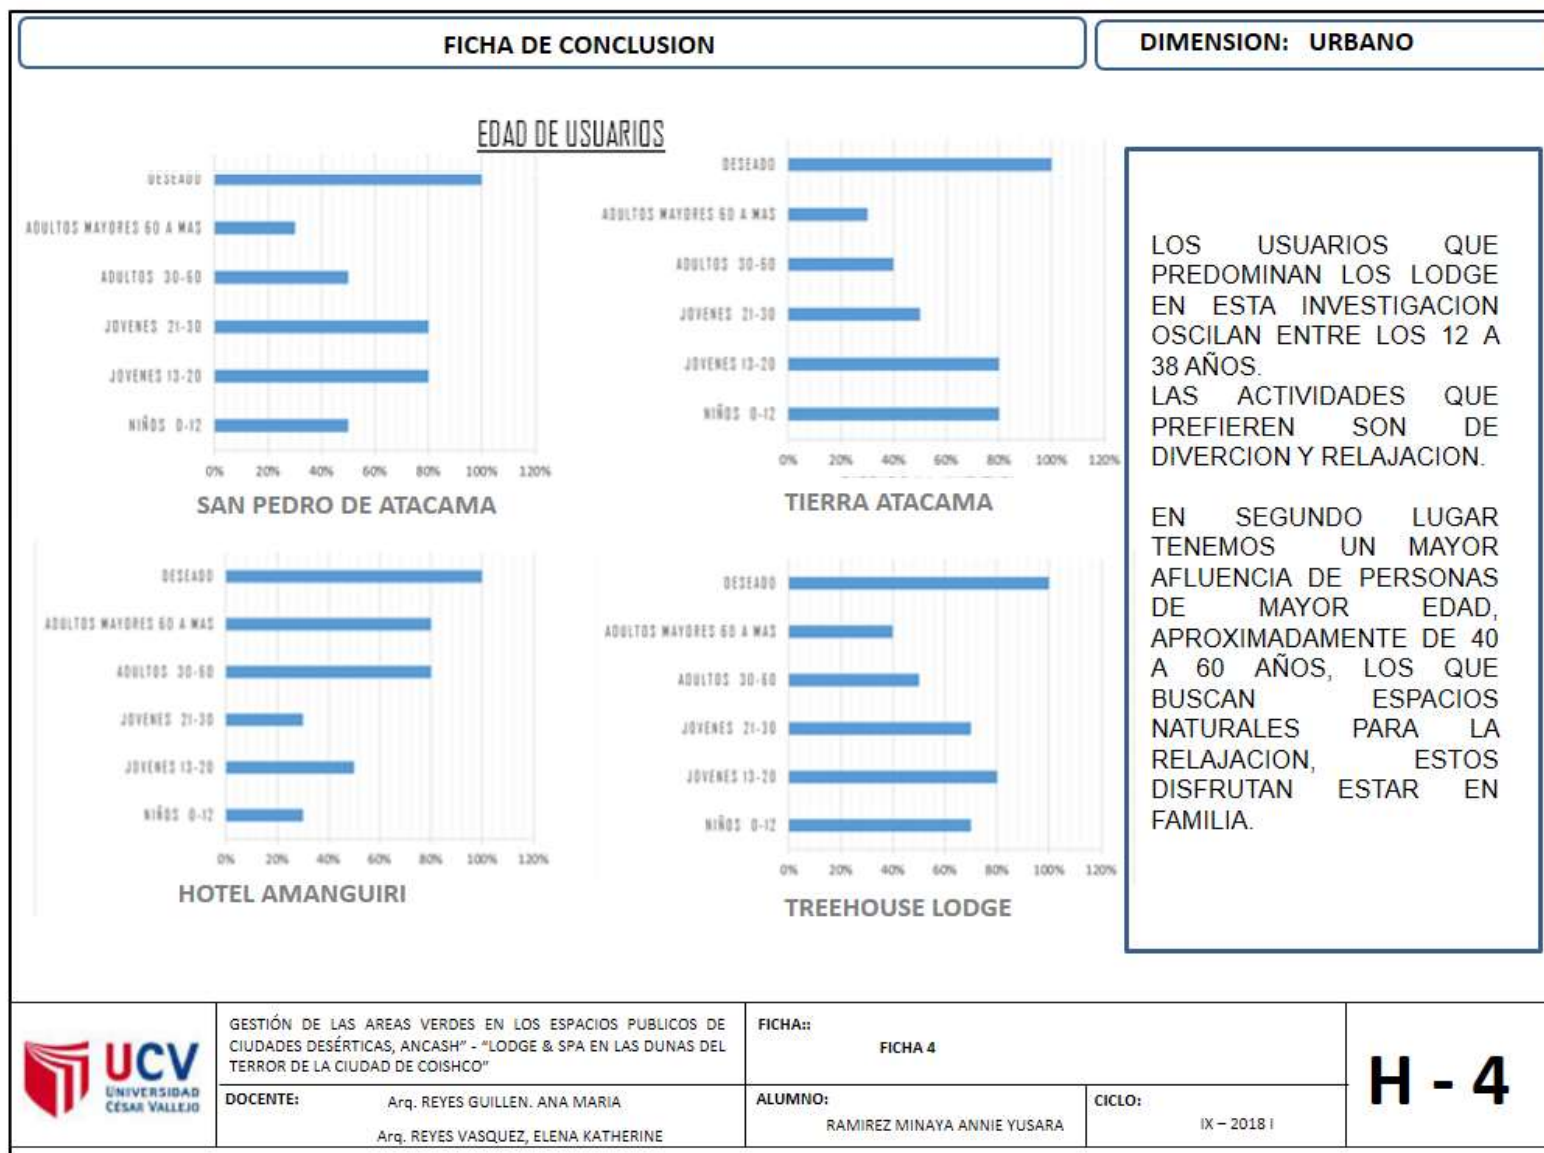 FICHA DE CONCLUSION
DIMENSION: URBANO
EDAD DE USUARIOS
DESEADO
ADULTOS MAYORES 60 A MAS
ADULTOS 30-60
JOVENES 21-30
JOVENES 13-20
NIÑOS 0-12
0% 20% 40% 60% 80% 100% 120%
SAN PEDRO DE ATACAMA
DESEADO
ADULTOS MAYORES 60 A MAS
ADULTOS 30-60
JOVENES 21-30
JOVENES 13-20
NIÑOS 0-12
0% 20% 40% 60% 80% 100% 120%
TIERRA ATACAMA
DESEADO
ADULTOS MAYORES 60 A MAS
ADULTOS 30-60
JOVENES 21-30
JOVENES 13-20
NIÑOS 0-12
0% 20% 40% 60% 80% 100% 120%
HOTEL AMANGUIRI
DESEADO
ADULTOS MAYORES 60 A MAS
ADULTOS 30-60
JOVENES 21-30
JOVENES 13-20
NIÑOS 0-12
0% 20% 40% 60% 80% 100% 120%
TREEHOUSE LODGE
LOS USUARIOS QUE
PREDOMINAN LOS LODGE
EN ESTA INVESTIGACION
OSCILAN ENTRE LOS 12 A
38 AÑOS.
LAS ACTIVIDADES QUE
PREFIEREN SON DE
DIVERCION Y RELAJACION.
EN SEGUNDO LUGAR
TENEMOS UN MAYOR
AFLUENCIA DE PERSONAS
DE MAYOR EDAD,
APROXIMADAMENTE DE 40
A 60 AÑOS, LOS QUE
BUSCAN ESPACIOS
NATURALES PARA LA
RELAJACION, ESTOS
DISFRUTAN ESTAR EN
FAMILIA.
UCV
UNIVERSIDAD
CÉSAR VALLEJO
GESTIÓN DE LAS AREAS VERDES EN LOS ESPACIOS PUBLICOS DE
CIUDADES DESÉRTICAS, ANCASH" - "LODGE & SPA EN LAS DUNAS DEL
TERROR DE LA CIUDAD DE COISHCO"
DOCENTE: Arq. REYES GUILLEN. ANA MARIA
Arq. REYES VASQUEZ, ELENA KATHERINE
FICHA::
FICHA 4
ALUMNO:
RAMIREZ MINAYA ANNIE YUSARA
CICLO:
IX – 2018 I
H - 4